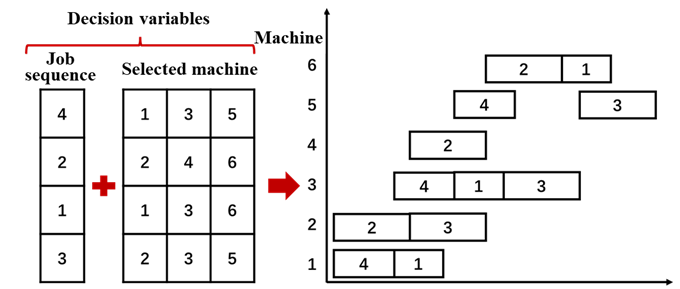 Decision variables
Job sequence
Selected machine
4
1 3 5
2
2 4 6
1
1 3 6
3
2 3 5
Machine
6
2 1
5
4 3
4
2
3
4 1 3
2
2 3
1
4 1